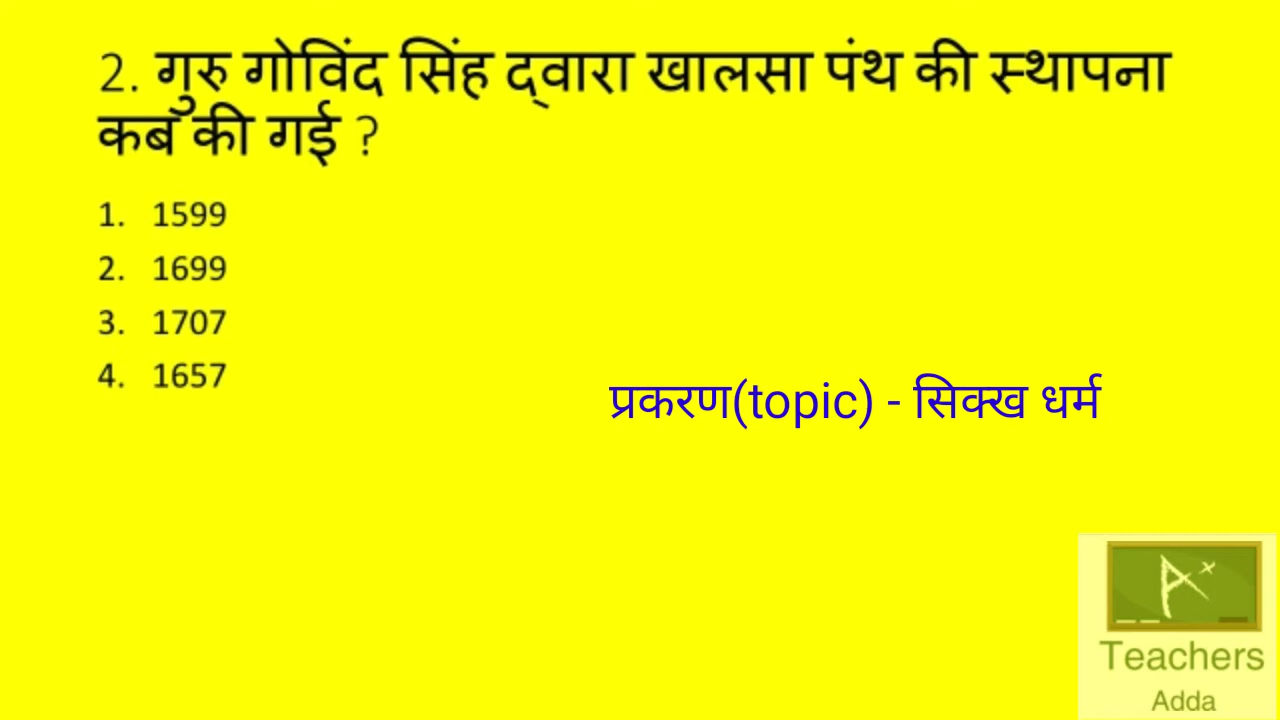 2. गुरु गोविंद सिंह द्वारा खालसा पंथ की स्थापना
कब की गई ?
1. 1599
2. 1699
3. 1707
4. 1657
प्रकरण(topic) - सिक्ख धर्म
A+
Teachers
Adda